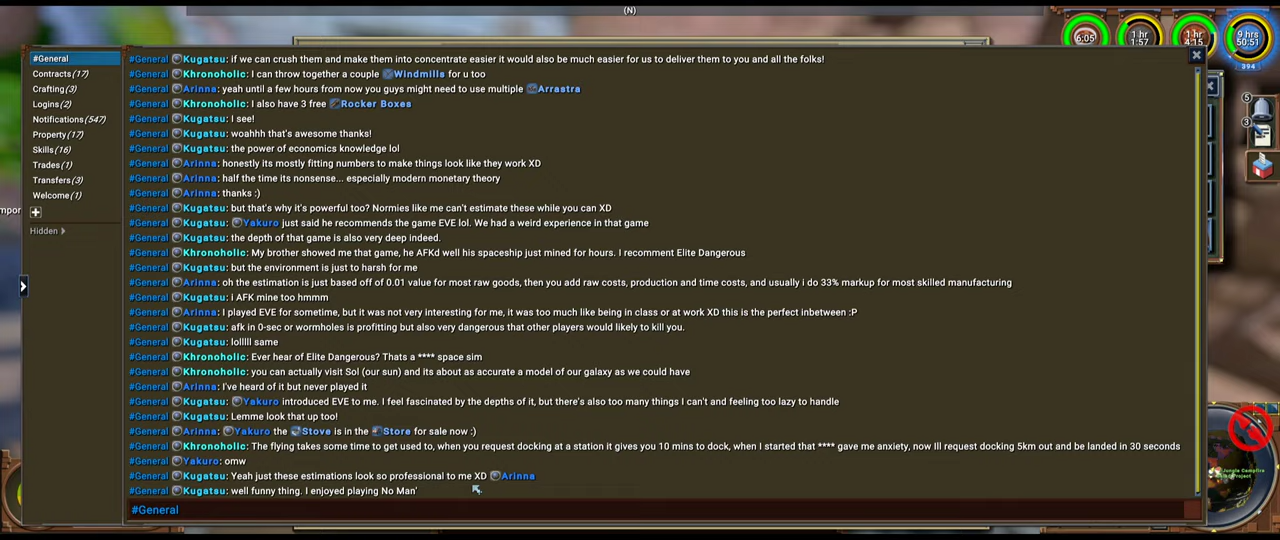 (N)
6:05
1 hr
1:57
1 hr
4:15
9 hrs
50:51
394
#General
Contracts(17)
Crafting(3)
Logins(2)
Notifications(547)
Property(17)
Skills(16)
Trades(1)
Transfers(3)
Welcome(1)
Hidden
#General Kugatsu: if we can crush them and make them into concentrate easier it would also be much easier for us to deliver them to you and all the folks!
#General Khronoholic: I can throw together a couple Windmills for u too
#General Arinna: yeah until a few hours from now you guys might need to use multiple Arrastra
#General Khronoholic: I also have 3 free Rocker Boxes
#General Kugatsu: I see!
#General Kugatsu: woahhh that's awesome thanks!
#General Kugatsu: the power of economics knowledge lol
#General Arinna: honestly its mostly fitting numbers to make things look like they work XD
#General Arinna: half the time its nonsense... especially modern monetary theory
#General Arinna: thanks :)
#General Kugatsu: but that's why it's powerful too? Normies like me can't estimate these while you can XD
#General Kugatsu: Yakuro just said he recommends the game EVE lol. We had a weird experience in that game
#General Kugatsu: the depth of that game is also very deep indeed.
#General Khronoholic: My brother showed me that game, he AFKd well his spaceship just mined for hours. I recomment Elite Dangerous
#General Kugatsu: but the environment is just to harsh for me
#General Arinna: oh the estimation is just based off of 0.01 value for most raw goods, then you add raw costs, production and time costs, and usually i do 33% markup for most skilled manufacturing
#General Kugatsu: i AFK mine too hmmm
#General Arinna: I played EVE for sometime, but it was not very interesting for me, it was too much like being in class or at work XD this is the perfect inbetween :P
#General Kugatsu: afk in 0-sec or wormholes is profitting but also very dangerous that other players would likely to kill you.
#General Kugatsu: lolllll same
#General Khronoholic: Ever hear of Elite Dangerous? Thats a **** space sim
#General Khronoholic: you can actually visit Sol (our sun) and its about as accurate a model of our galaxy as we could have
#General Arinna: I've heard of it but never played it
#General Kugatsu: Yakuro introduced EVE to me. I feel fascinated by the depths of it, but there's also too many things I can't and feeling too lazy to handle
#General Kugatsu: Lemme look that up too!
#General Arinna: Yakuro the Stove is in the Store for sale now :)
#General Khronoholic: The flying takes some time to get used to, when you request docking at a station it gives you 10 mins to dock, when I started that **** gave me anxiety, now Ill request docking 5km out and be landed in 30 seconds
#General Yakuro: omw
#General Kugatsu: Yeah just these estimations look so professional to me XD Arinna
#General Kugatsu: well funny thing. I enjoyed playing No Man'
#General
5
3
Jungle Campfire
Project